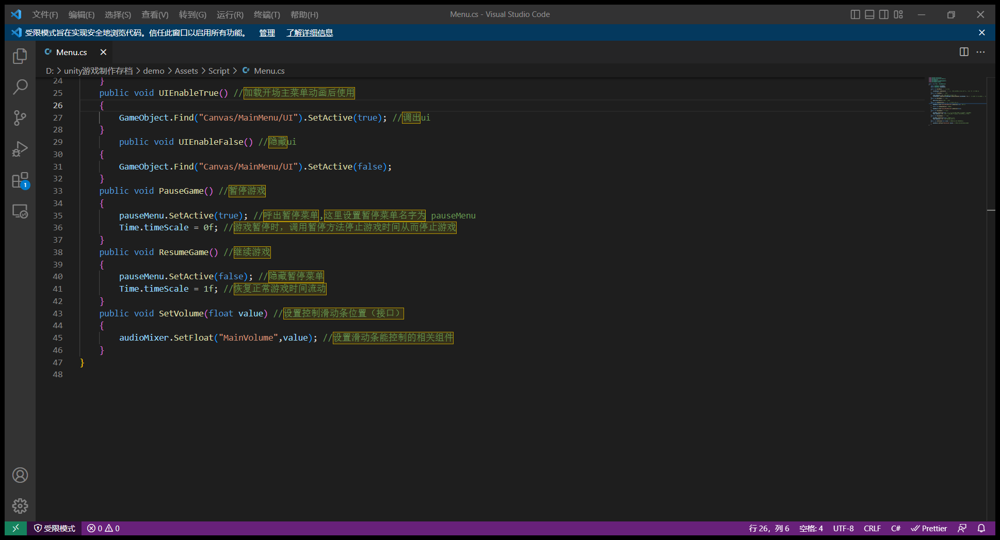 文件(F) 编辑(E) 选择(S) 查看(V) 转到(G) 运行(R) 终端(T) 帮助(H) Menu.cs - Visual Studio Code
受限模式旨在实现安全地浏览代码。信任此窗口以启用所有功能。 管理 了解详细信息
Menu.cs
D: > unity游戏制作存档 > demo > Assets > Script > Menu.cs
24 }
25 public void UIEnableTrue() //加载开场主菜单动画后使用
26 {
27 GameObject.Find("Canvas/MainMenu/UI").SetActive(true); //调出ui
28 }
29 public void UIEnableFalse() //隐藏ui
30 {
31 GameObject.Find("Canvas/MainMenu/UI").SetActive(false);
32 }
33 public void PauseGame() //暂停游戏
34 {
35 pauseMenu.SetActive(true); //呼出暂停菜单,这里设置暂停菜单名字为 pauseMenu
36 Time.timeScale = 0f; //游戏暂停时，调用暂停方法停止游戏时间从而停止游戏
37 }
38 public void ResumeGame() //继续游戏
39 {
40 pauseMenu.SetActive(false); //隐藏暂停菜单
41 Time.timeScale = 1f; //恢复正常游戏时间流动
42 }
43 public void SetVolume(float value) //设置控制滑动条位置（接口）
44 {
45 audioMixer.SetFloat("MainVolume",value); //设置滑动条能控制的相关组件
46 }
47 }
48
1
受限模式 0 0 行 26，列 6 空格: 4 UTF-8 CRLF C# Prettier